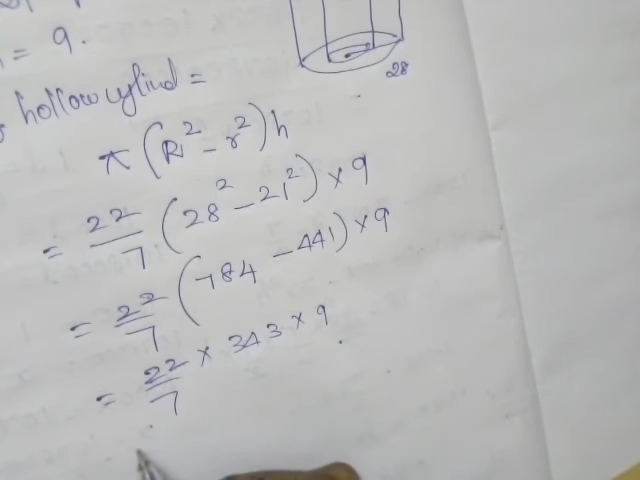 = 9.
28
hollow cylind =
π (R² - r²) h
= 22/7 (28² - 21²) × 9
= 22/7 (784 - 441) × 9
= 22/7 × 343 × 9